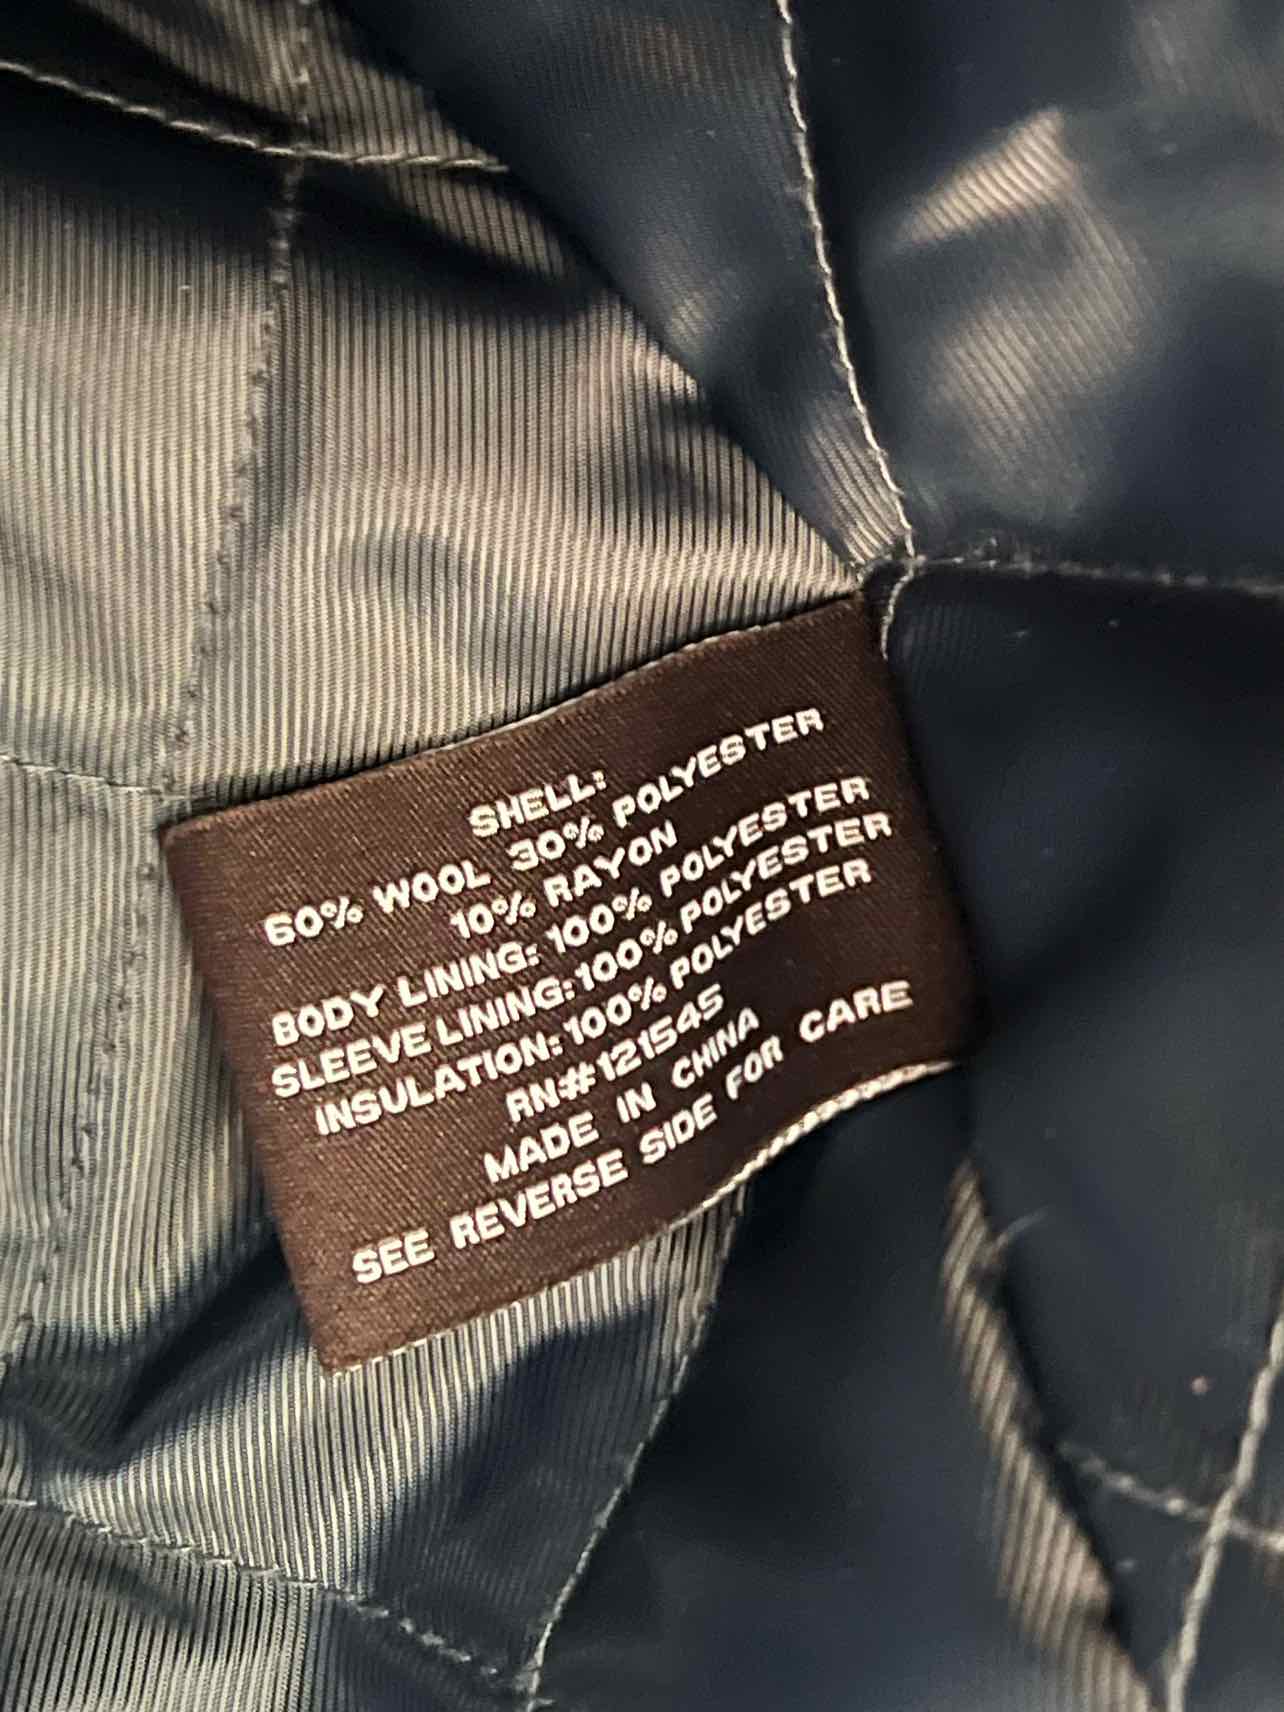 SHELL:
60% WOOL 30% POLYESTER
10% RAYON
BODY LINING: 100% POLYESTER
SLEEVE LINING: 100% POLYESTER
INSULATION: 100% POLYESTER
RN#121545
MADE IN CHINA
SEE REVERSE SIDE FOR CARE